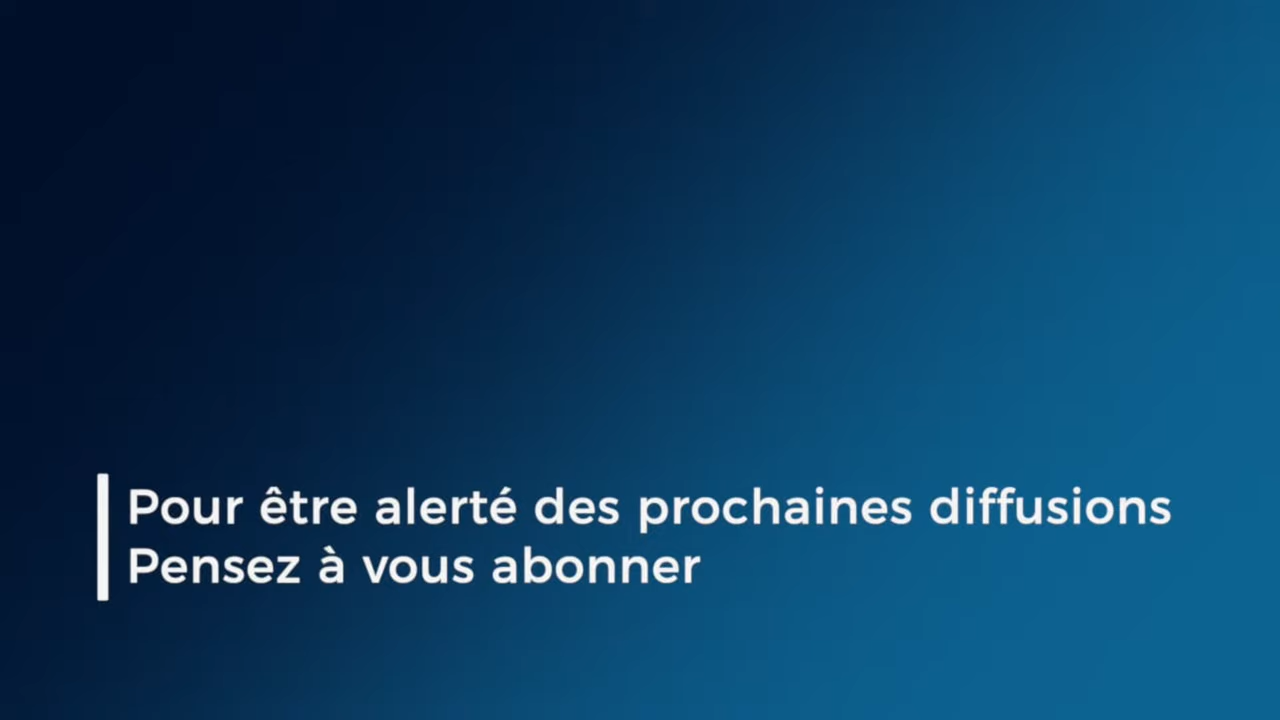 Pour être alerté des prochaines diffusions
Pensez à vous abonner